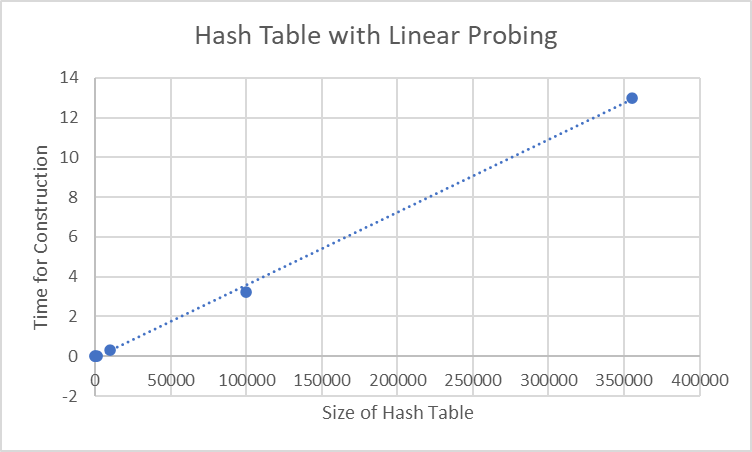 Hash Table with Linear Probing
14
12
10
8
6
4
2
0
-2
0 50000 100000 150000 200000 250000 300000 350000 400000
Time for Construction
Size of Hash Table